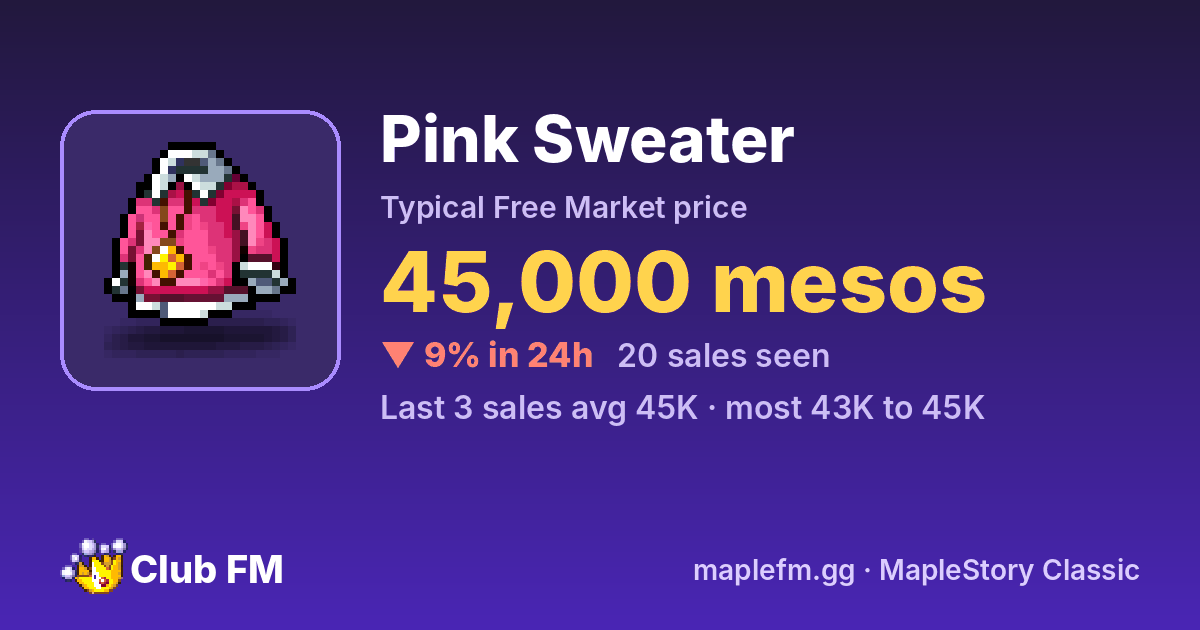 Pink Sweater
Typical Free Market price
45,000 mesos
▼ 9% in 24h 20 sales seen
Last 3 sales avg 45K · most 43K to 45K
Club FM
maplefm.gg · MapleStory Classic